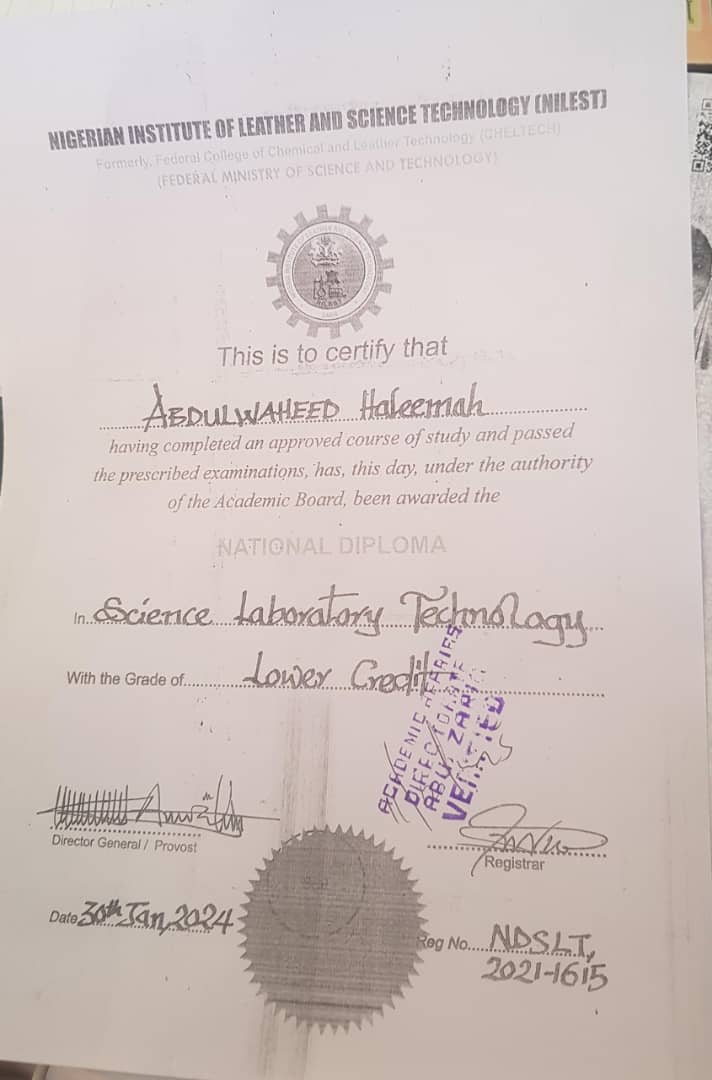 NIGERIAN INSTITUTE OF LEATHER AND SCIENCE TECHNOLOGY (NILEST)
Formerly, Federal College of Chemical and Leather Technology (CHELTECH)
(FEDERAL MINISTRY OF SCIENCE AND TECHNOLOGY)
NILEST
This is to certify that
ABDULWAHEED Haleemah
having completed an approved course of study and passed
the prescribed examinations, has, this day, under the authority
of the Academic Board, been awarded the
NATIONAL DIPLOMA
In Science Laboratory Technology
With the Grade of Lower Credit
ACADEMIC AFFAIRS
DIRECTORATE
ABU, ZARIA
VERIFIED
Director General / Provost
Registrar
Date 30th Jan, 2024
Reg No. NDSLT,
2021-1615